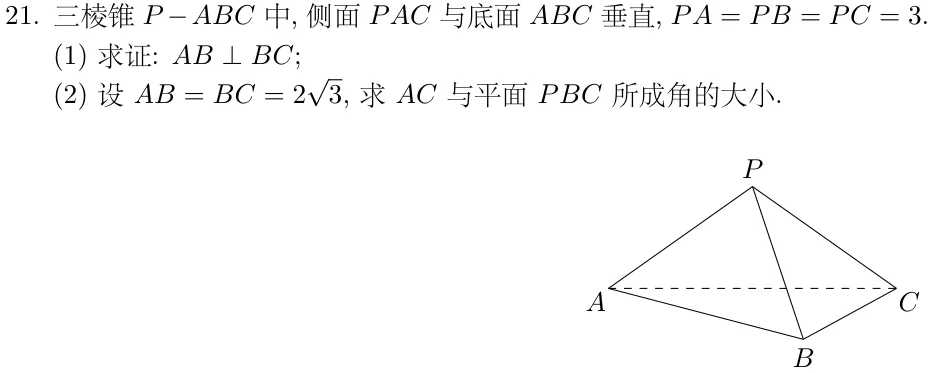 21. 三棱锥 P − ABC 中, 侧面 PAC 与底面 ABC 垂直, PA = PB = PC = 3.
(1) 求证: AB ⊥ BC;
(2) 设 AB = BC = 2√3, 求 AC 与平面 PBC 所成角的大小.
P
A
C
B